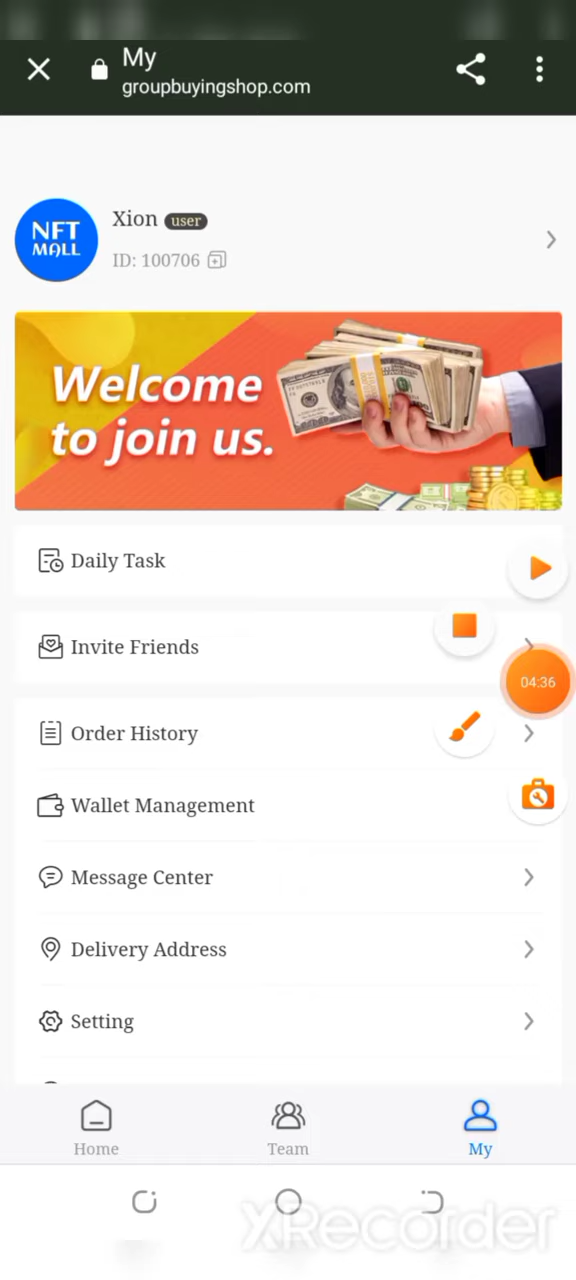 My
groupbuyingshop.com
NFT
MALL
Xion user
ID: 100706
Welcome
to join us.
Daily Task
Invite Friends
04:36
Order History
Wallet Management
Message Center
Delivery Address
Setting
Home Team My
XRecorder